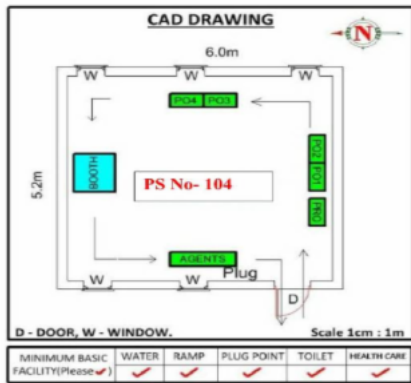 CAD DRAWING
N
6.0m
W W W
PO4 PO3
5.2m
BOOTH
PS No- 104
PO2 PO1
PRO
AGENTS
Plug
W W
D
D - DOOR, W - WINDOW. Scale 1cm : 1m
MINIMUM BASIC FACILITY(Please ✓) WATER RAMP PLUG POINT TOILET HEALTH CARE
✓ ✓ ✓ ✓ ✓